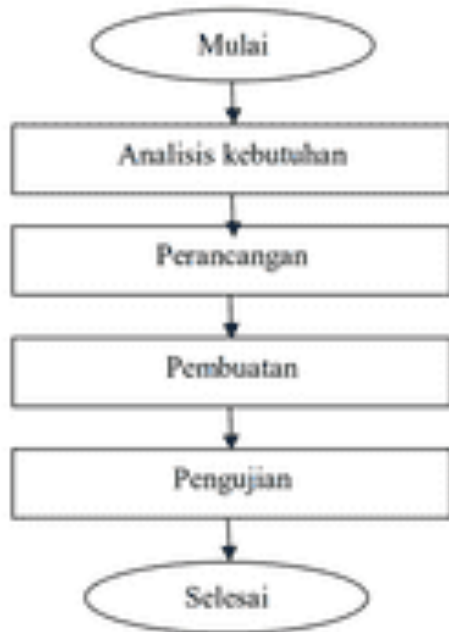 Mulai
Analisis kebutuhan
Perancangan
Pembuatan
Pengujian
Selesai